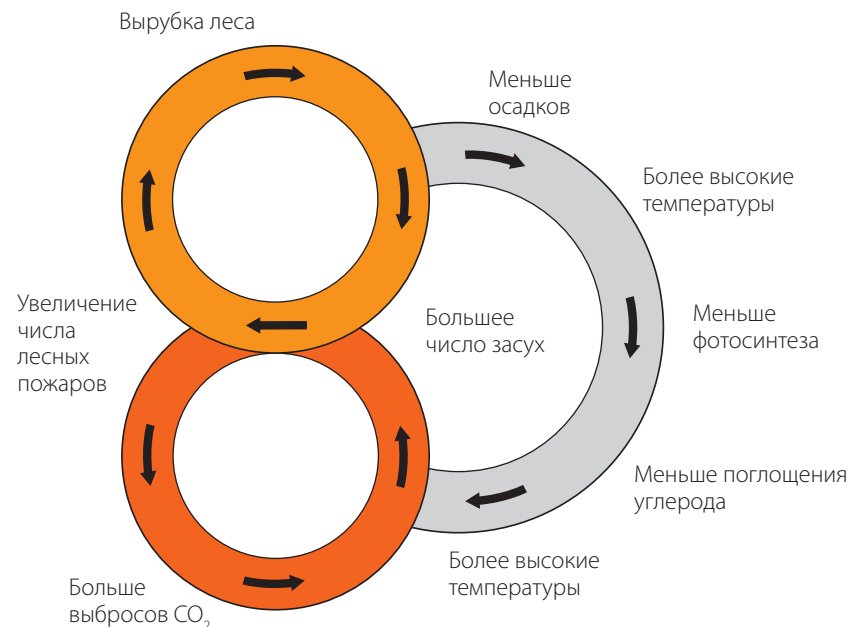 Вырубка леса
Меньше
осадков
Более высокие
температуры
Увеличение
числа
лесных
пожаров
Большее
число засух
Меньше
фотосинтеза
Меньше поглощения
углерода
Более высокие
температуры
Больше
выбросов CO₂